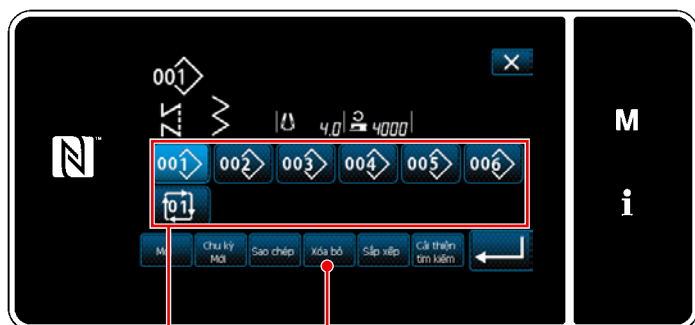 001
4.0 4000
001 002 003 004 005 006
01
Chu kỳ Mới
Sao chép
Xóa bỏ
Sắp xếp
Cải thiện tìm kiếm
M
i